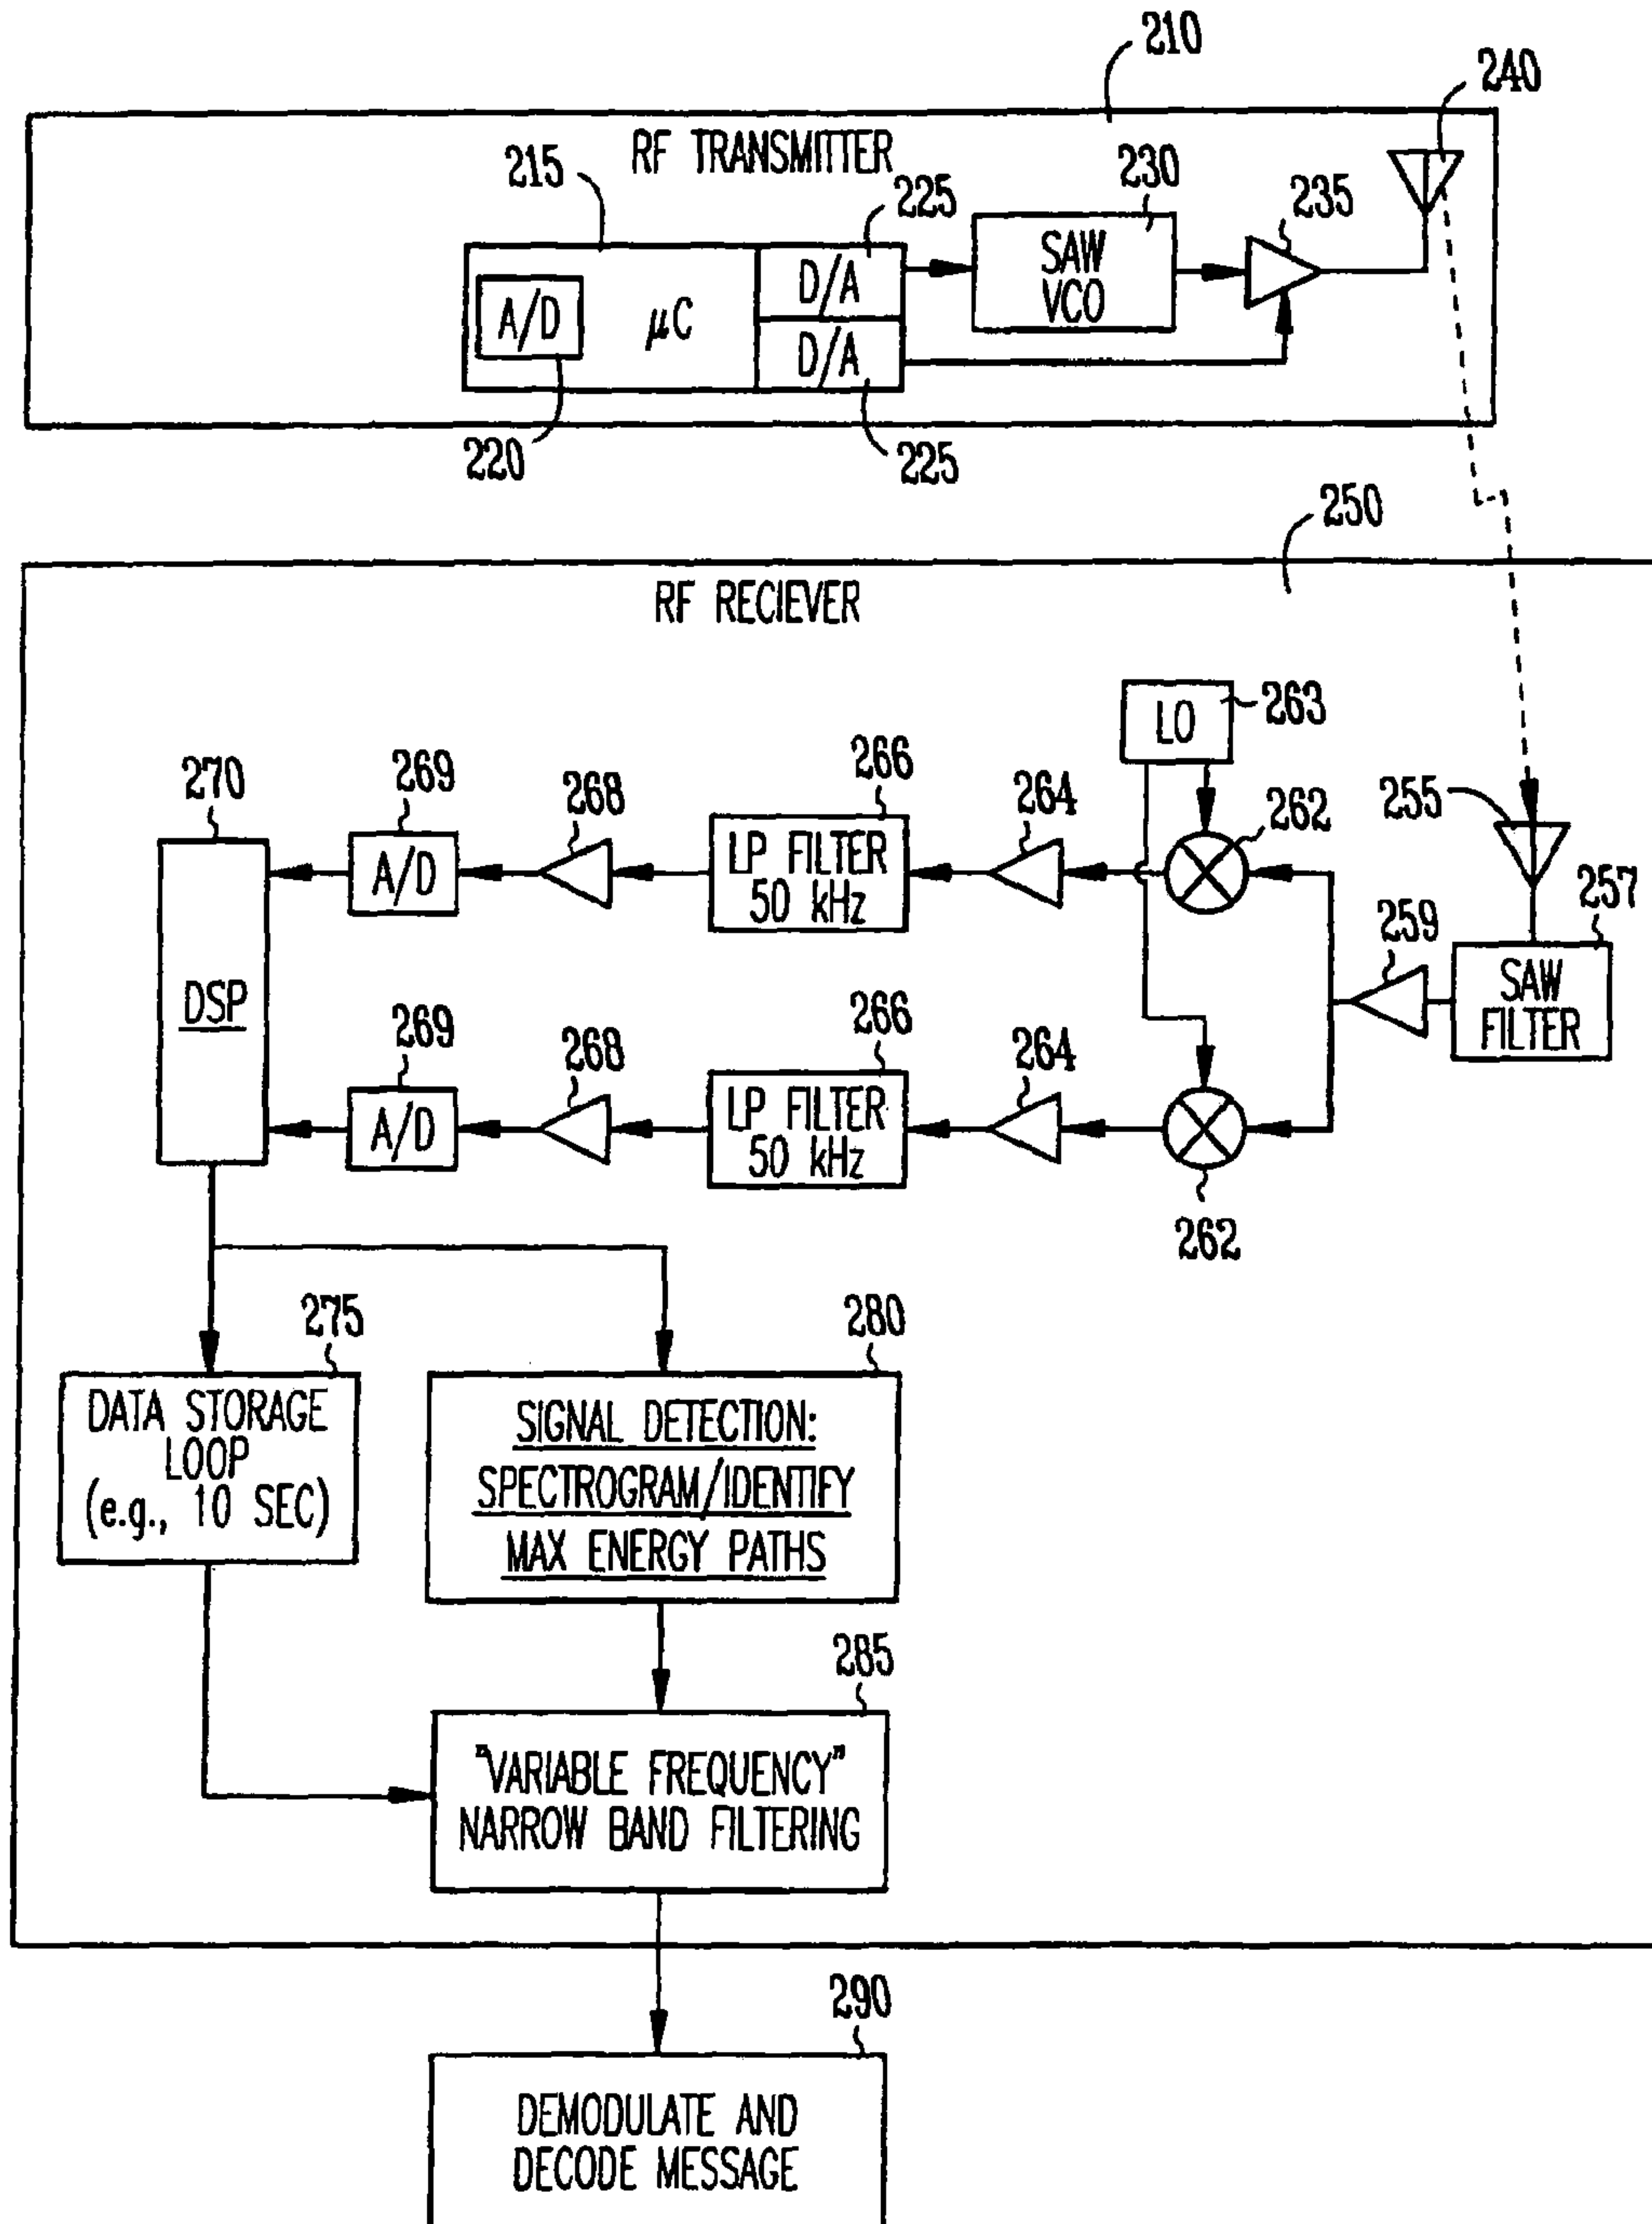 210
240
RF TRANSMITTER
215
225
230
235
A/D
μC
D/A
D/A
SAW
VCO
220
225
250
RF RECIEVER
LO
263
270
269
268
266
264
262
255
257
259
A/D
LP FILTER
50 kHz
DSP
SAW
FILTER
269
268
266
264
A/D
LP FILTER
50 kHz
262
275
280
DATA STORAGE
LOOP
(e.g., 10 SEC)
SIGNAL DETECTION:
SPECTROGRAM/IDENTIFY
MAX ENERGY PATHS
285
"VARIABLE FREQUENCY"
NARROW BAND FILTERING
290
DEMODULATE AND
DECODE MESSAGE